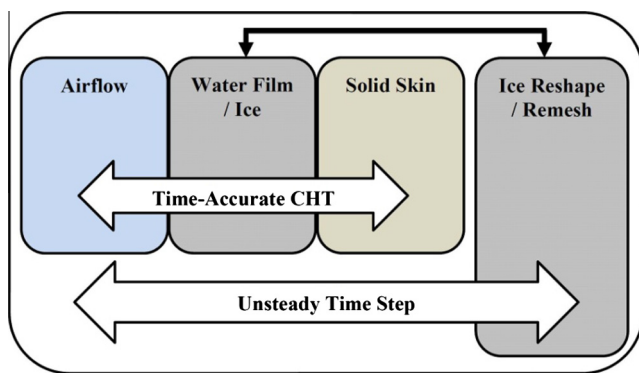 Airflow
Water Film
/ Ice
Solid Skin
Ice Reshape
/ Remesh
Time-Accurate CHT
Unsteady Time Step